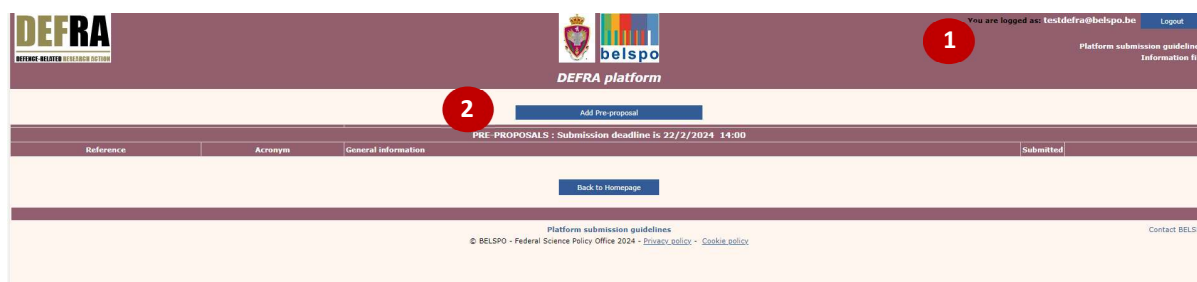 DEFRA
DEFENCE-RELATED RESEARCH ACTION
belspo
DEFRA platform
1
You are logged as: testdefra@belspo.be
Logout
Platform submission guideline
Information fi
2
Add Pre-proposal
PRE-PROPOSALS : Submission deadline is 22/2/2024 14:00
Reference Acronym General information Submitted
Back to Homepage
Platform submission guidelines
Contact BELS
© BELSPO - Federal Science Policy Office 2024 - Privacy policy - Cookie policy